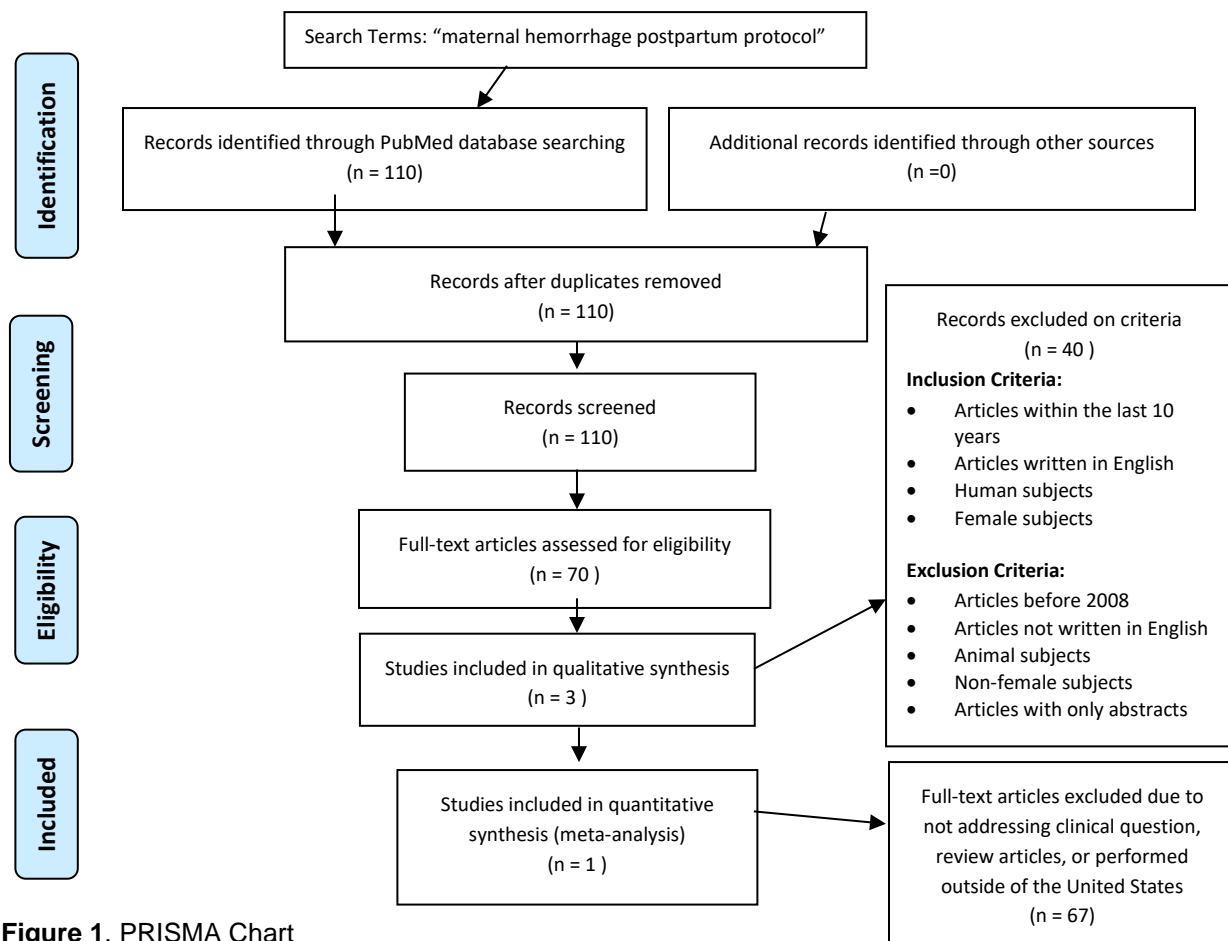 Search Terms: “maternal hemorrhage postpartum protocol”
Identification
Records identified through PubMed database searching
(n = 110)
Additional records identified through other sources
(n =0)
Records after duplicates removed
(n = 110)
Screening
Records screened
(n = 110)
Records excluded on criteria
(n = 40 )
Inclusion Criteria:
• Articles within the last 10
years
• Articles written in English
• Human subjects
• Female subjects
Exclusion Criteria:
• Articles before 2008
• Articles not written in English
• Animal subjects
• Non-female subjects
• Articles with only abstracts
Eligibility
Full-text articles assessed for eligibility
(n = 70 )
Studies included in qualitative synthesis
(n = 3 )
Included
Studies included in quantitative
synthesis (meta-analysis)
(n = 1 )
Full-text articles excluded due to
not addressing clinical question,
review articles, or performed
outside of the United States
(n = 67)
Figure 1. PRISMA Chart